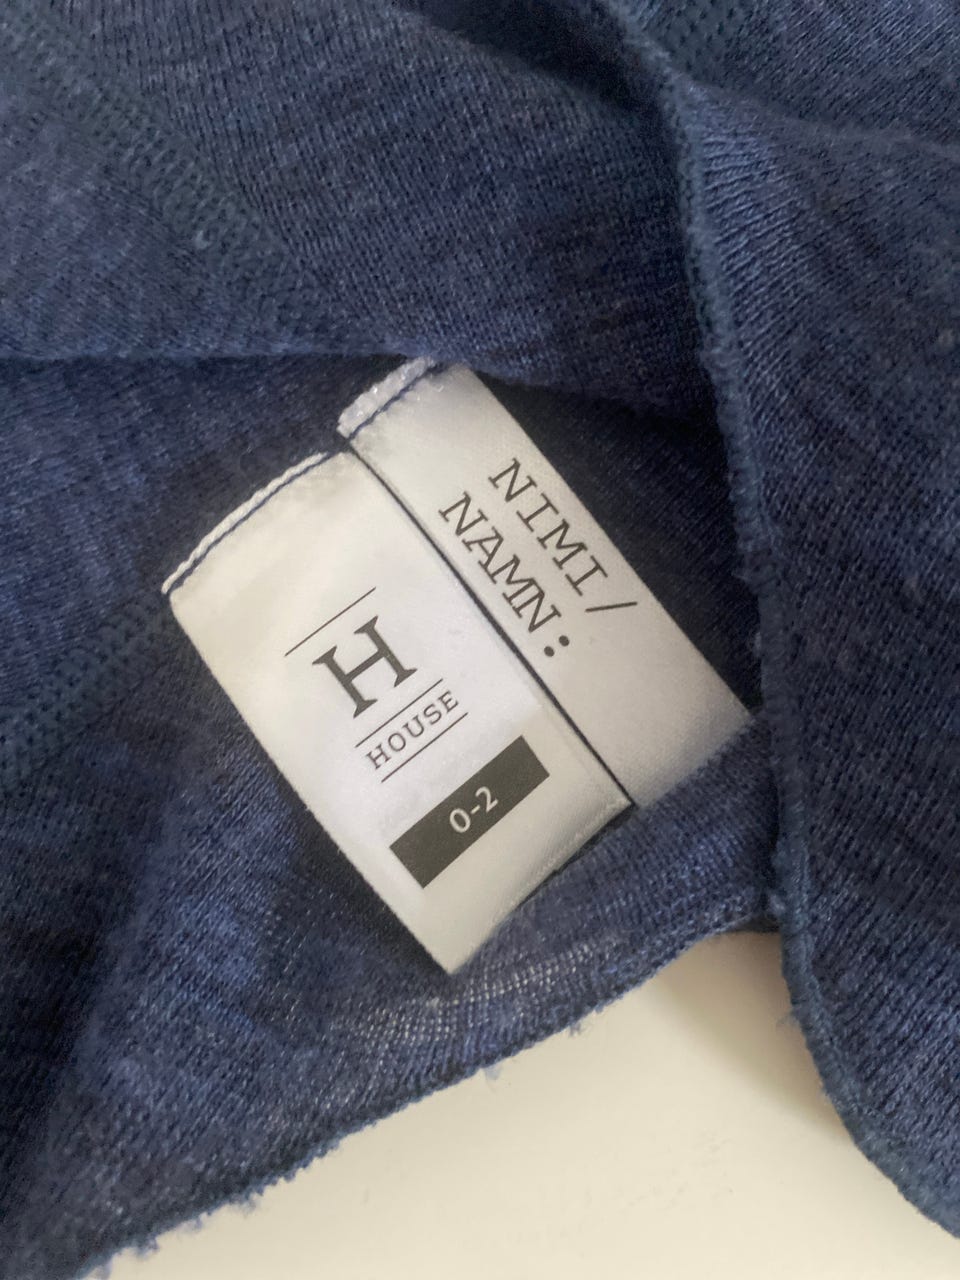 H
HOUSE
0-2
NIMI/
NAMN: